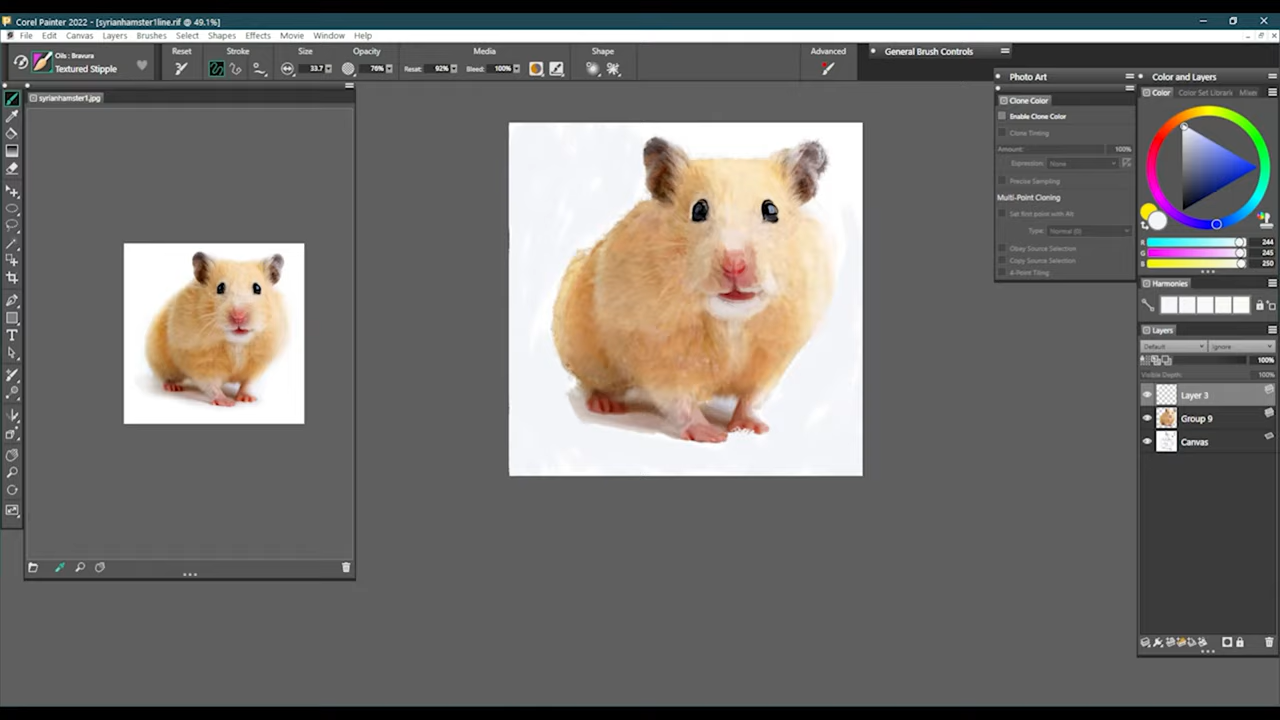 Corel Painter 2022 - [syrianhamster1line.rif @ 49.1%]
File Edit Canvas Layers Brushes Select Shapes Effects Movie Window Help
Oils : Bravura
Textured Stipple
Reset
Stroke
Size
33.7
Opacity
76%
Media
Reset: 92% Bleed: 100%
Shape
Advanced
General Brush Controls
syrianhamster1.jpg
Photo Art
Clone Color
Enable Clone Color
Clone Timing
Amount: 100%
Expression: None
Precise Sampling
Multi-Point Cloning
Set first point with Alt
Type: Normal (0)
Obey Source Selection
Copy Source Selection
4-Point Tiling
Color and Layers
Color Color Set Librari Mixer
R 244
G 245
B 250
Harmonies
Layers
Default Ignore
100%
Visible Depth: 100%
Layer 3
Group 9
Canvas